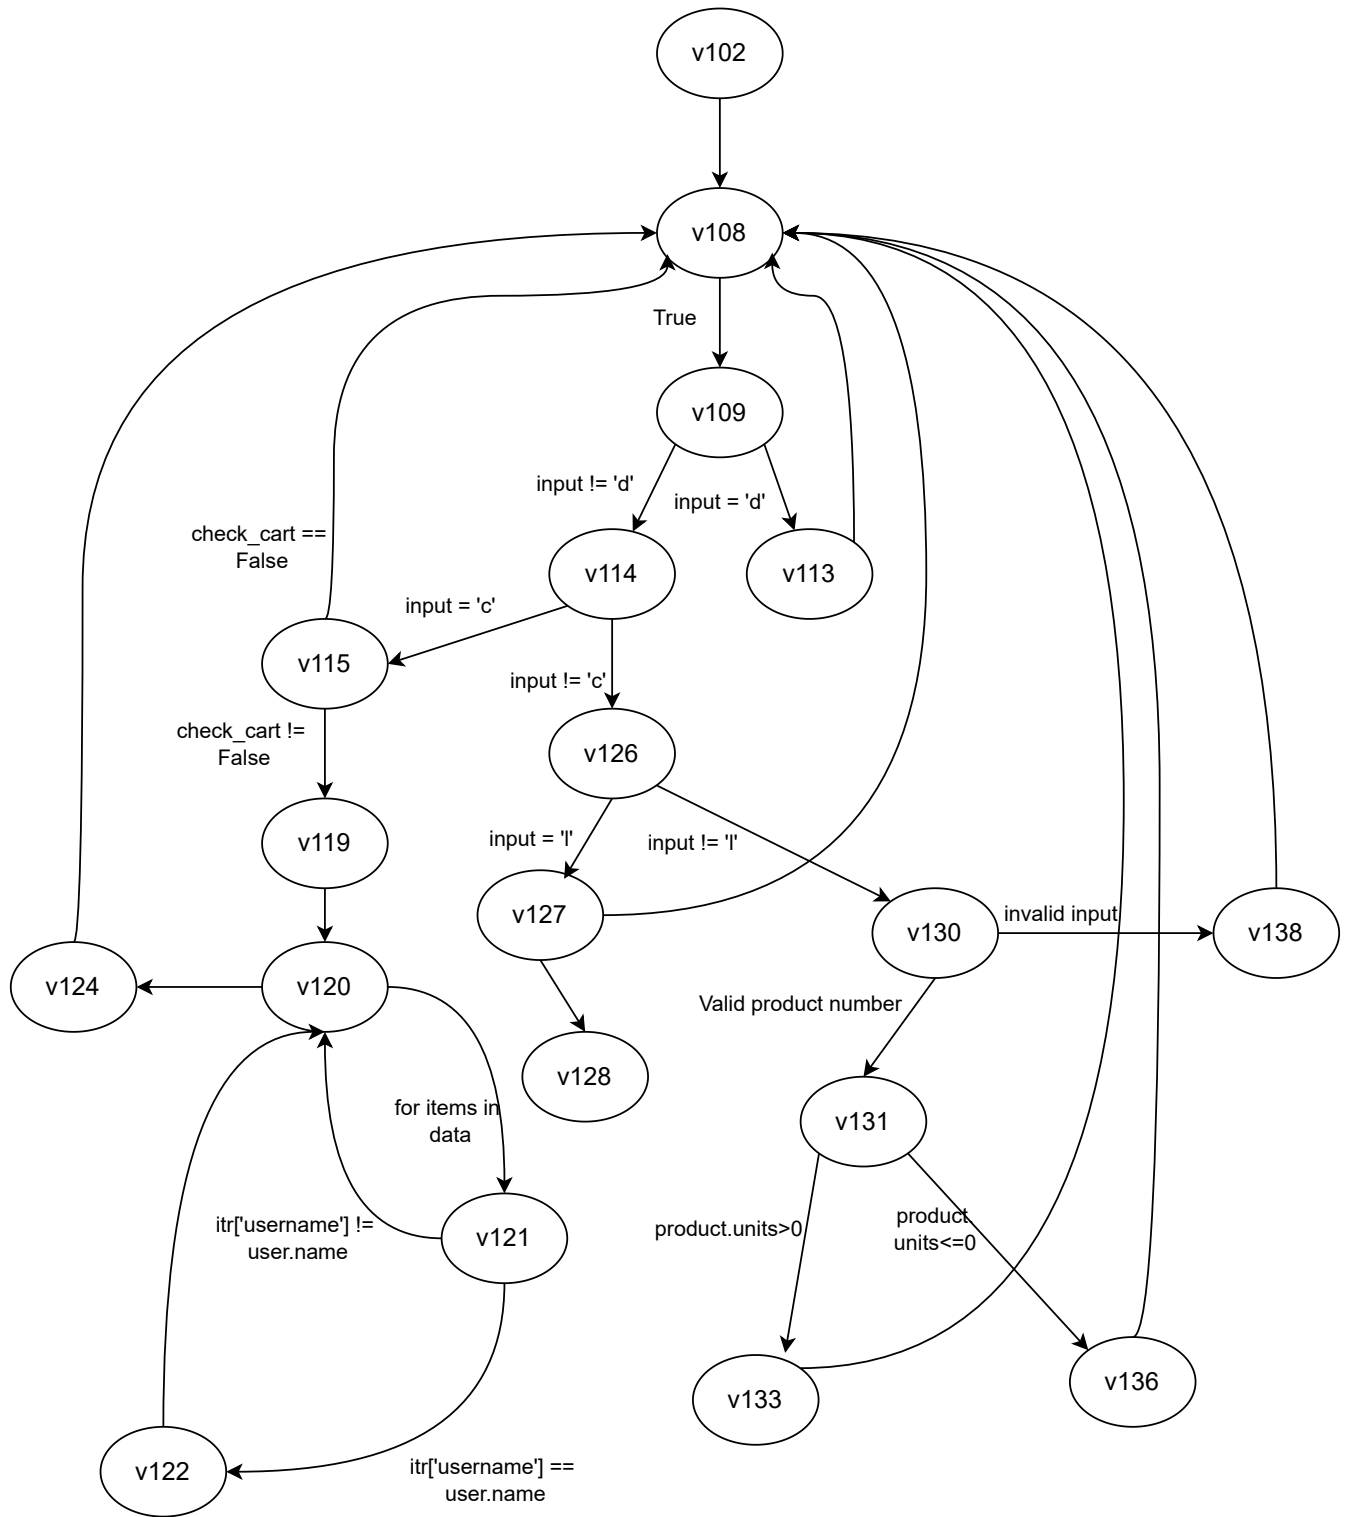 v102
v108
True
v109
input != 'd'
input = 'd'
check_cart ==
False
v114
v113
input = 'c'
v115
input != 'c'
check_cart !=
False
v126
v119
input = 'l'
input != 'l'
v127
v130
invalid input
v138
v124
v120
Valid product number
v128
for items in
data
v131
itr['username'] !=
user.name
v121
product.units>0
product.
units<=0
v133
v136
v122
itr['username'] ==
user.name